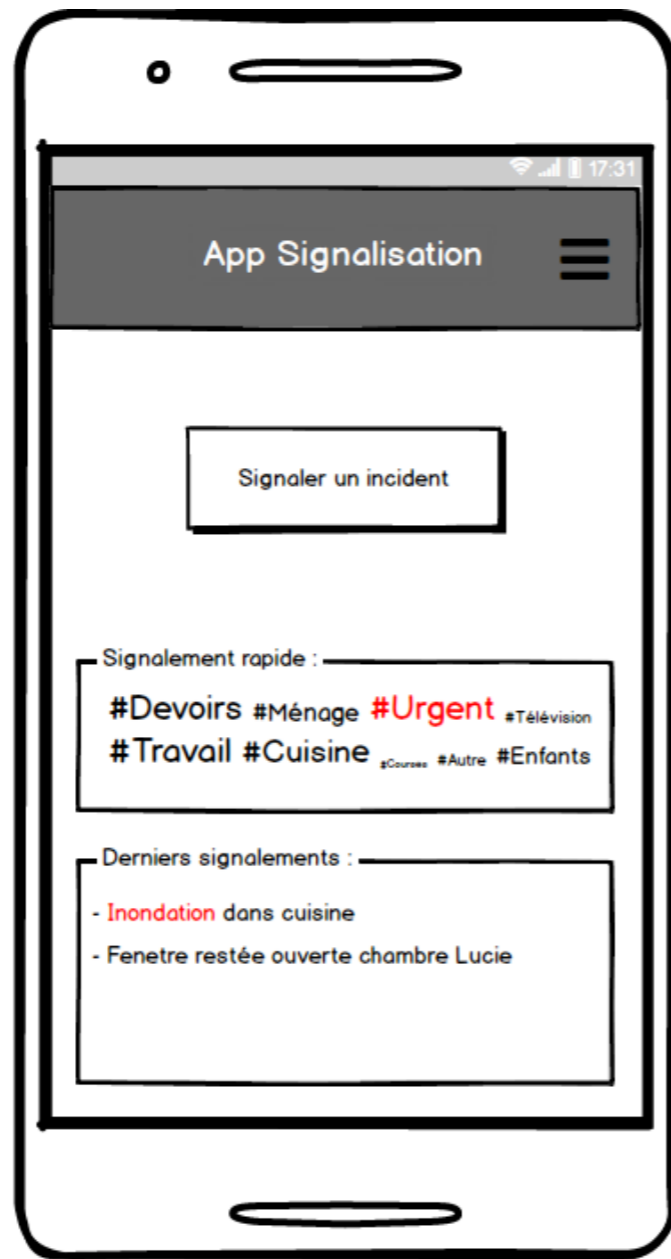 17:31
App Signalisation
Signaler un incident
Signalement rapide :
#Devoirs #Ménage #Urgent #Télévision
#Travail #Cuisine #Courses #Autre #Enfants
Derniers signalements :
- Inondation dans cuisine
- Fenetre restée ouverte chambre Lucie